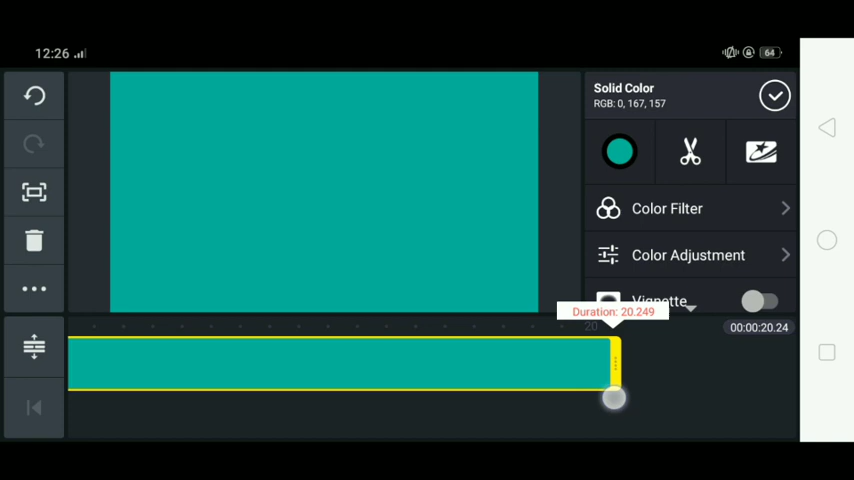 12:26
64
Solid Color
RGB: 0, 167, 157
Color Filter
Color Adjustment
Vignette
Duration: 20.249
20
00:00:20.24